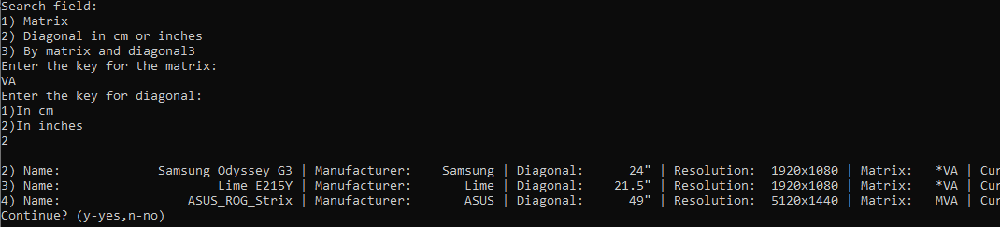 Search field:
1) Matrix
2) Diagonal in cm or inches
3) By matrix and diagonal3
Enter the key for the matrix:
VA
Enter the key for diagonal:
1)In cm
2)In inches
2
2) Name: Samsung_Odyssey_G3 | Manufacturer: Samsung | Diagonal: 24" | Resolution: 1920x1080 | Matrix: *VA | Cur
3) Name: Lime_E215Y | Manufacturer: Lime | Diagonal: 21.5" | Resolution: 1920x1080 | Matrix: *VA | Cur
4) Name: ASUS_ROG_Strix | Manufacturer: ASUS | Diagonal: 49" | Resolution: 5120x1440 | Matrix: MVA | Cur
Continue? (y-yes,n-no)